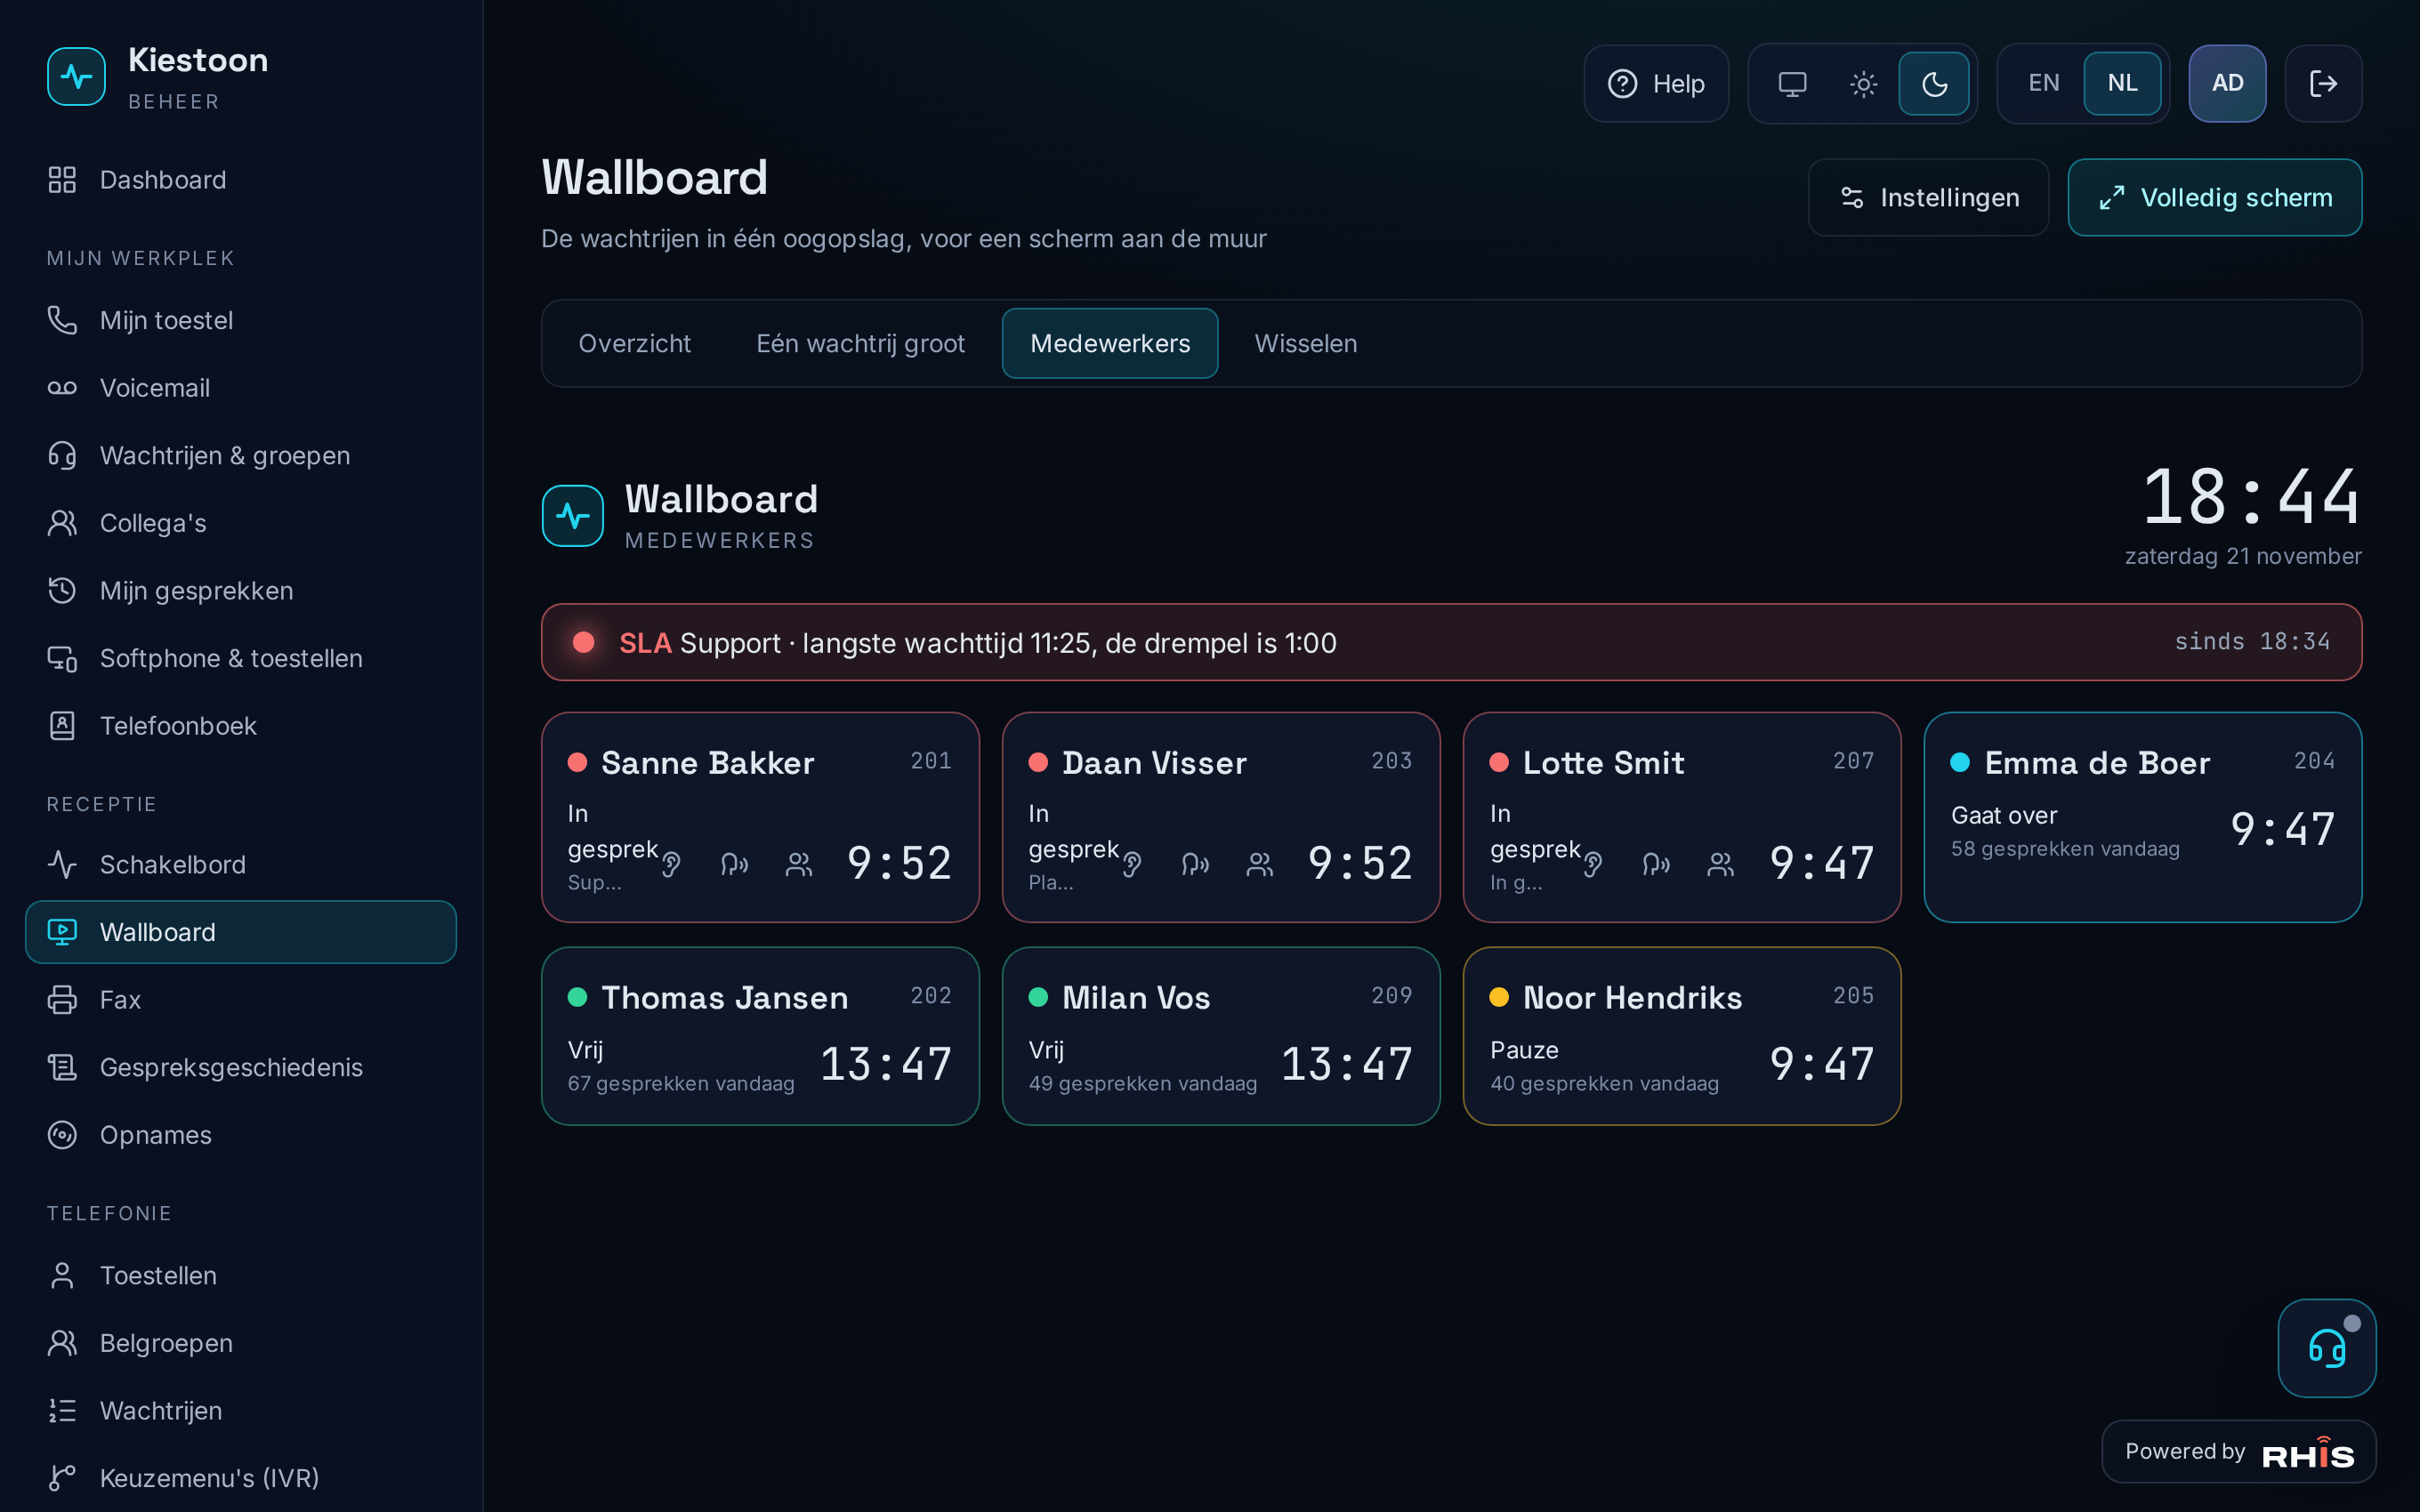 Kiestoon
BEHEER
Dashboard
MIJN WERKPLEK
Mijn toestel
Voicemail
Wachtrijen & groepen
Collega's
Mijn gesprekken
Softphone & toestellen
Telefoonboek
RECEPTIE
Schakelbord
Wallboard
Fax
Gespreksgeschiedenis
Opnames
TELEFONIE
Toestellen
Belgroepen
Wachtrijen
Keuzemenu's (IVR)
Help
EN NL
AD
Wallboard
De wachtrijen in één oogopslag, voor een scherm aan de muur
Instellingen
Volledig scherm
Overzicht Eén wachtrij groot Medewerkers Wisselen
Wallboard
MEDEWERKERS
18:44
zaterdag 21 november
SLA Support · langste wachttijd 11:25, de drempel is 1:00
sinds 18:34
Sanne Bakker 201
In gesprek
Sup...
9:52
Daan Visser 203
In gesprek
Pla...
9:52
Lotte Smit 207
In gesprek
In g...
9:47
Emma de Boer 204
Gaat over
58 gesprekken vandaag
9:47
Thomas Jansen 202
Vrij
67 gesprekken vandaag
13:47
Milan Vos 209
Vrij
49 gesprekken vandaag
13:47
Noor Hendriks 205
Pauze
40 gesprekken vandaag
9:47
Powered by RHIS